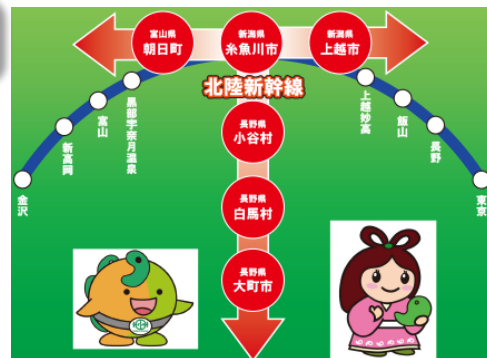 富山県
朝日町
新潟県
糸魚川市
新潟県
上越市
北陸新幹線
長野県
小谷村
長野県
白馬村
長野県
大町市
金沢
新高岡
富山
黒部宇奈月温泉
上越妙高
飯山
長野
東京